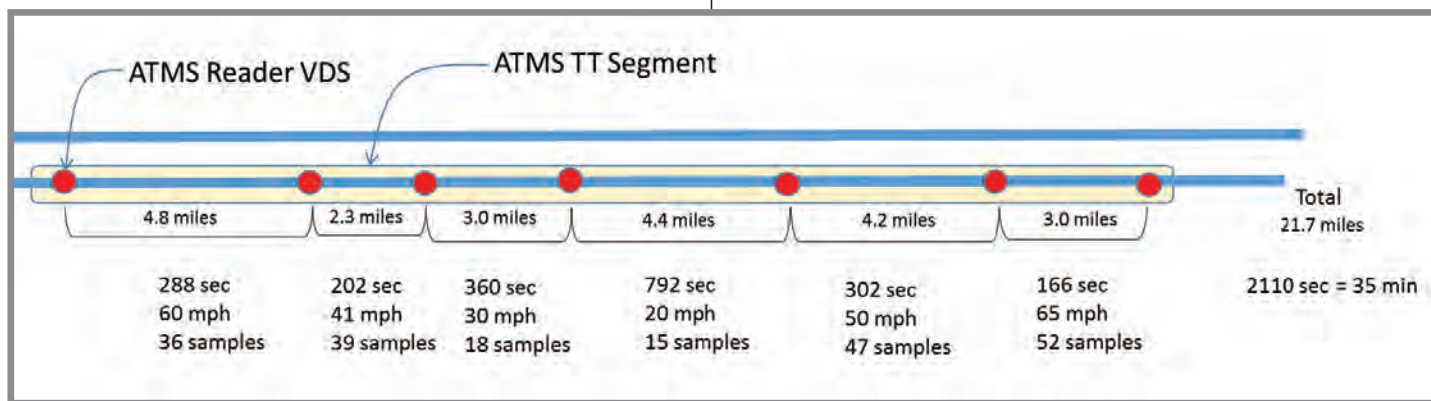 ATMS Reader VDS
ATMS TT Segment
4.8 miles
2.3 miles
3.0 miles
4.4 miles
4.2 miles
3.0 miles
Total
21.7 miles
288 sec
60 mph
36 samples
202 sec
41 mph
39 samples
360 sec
30 mph
18 samples
792 sec
20 mph
15 samples
302 sec
50 mph
47 samples
166 sec
65 mph
52 samples
2110 sec = 35 min